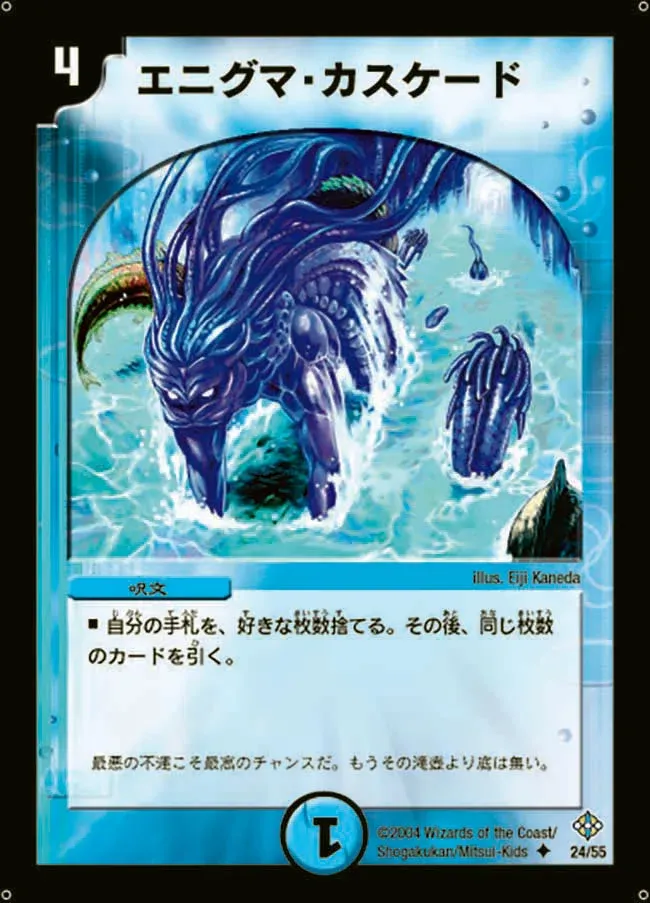 4
エニグマ・カスケード
illus. Eiji Kaneda
呪文
■ 自分の手札を、好きな枚数捨てる。その後、同じ枚数
のカードを引く。
最悪の不運こそ最高のチャンスだ。もうその滝壺より底は無い。
1
©2004 Wizards of the Coast/
Shogakukan/Mitsui-Kids
24/55